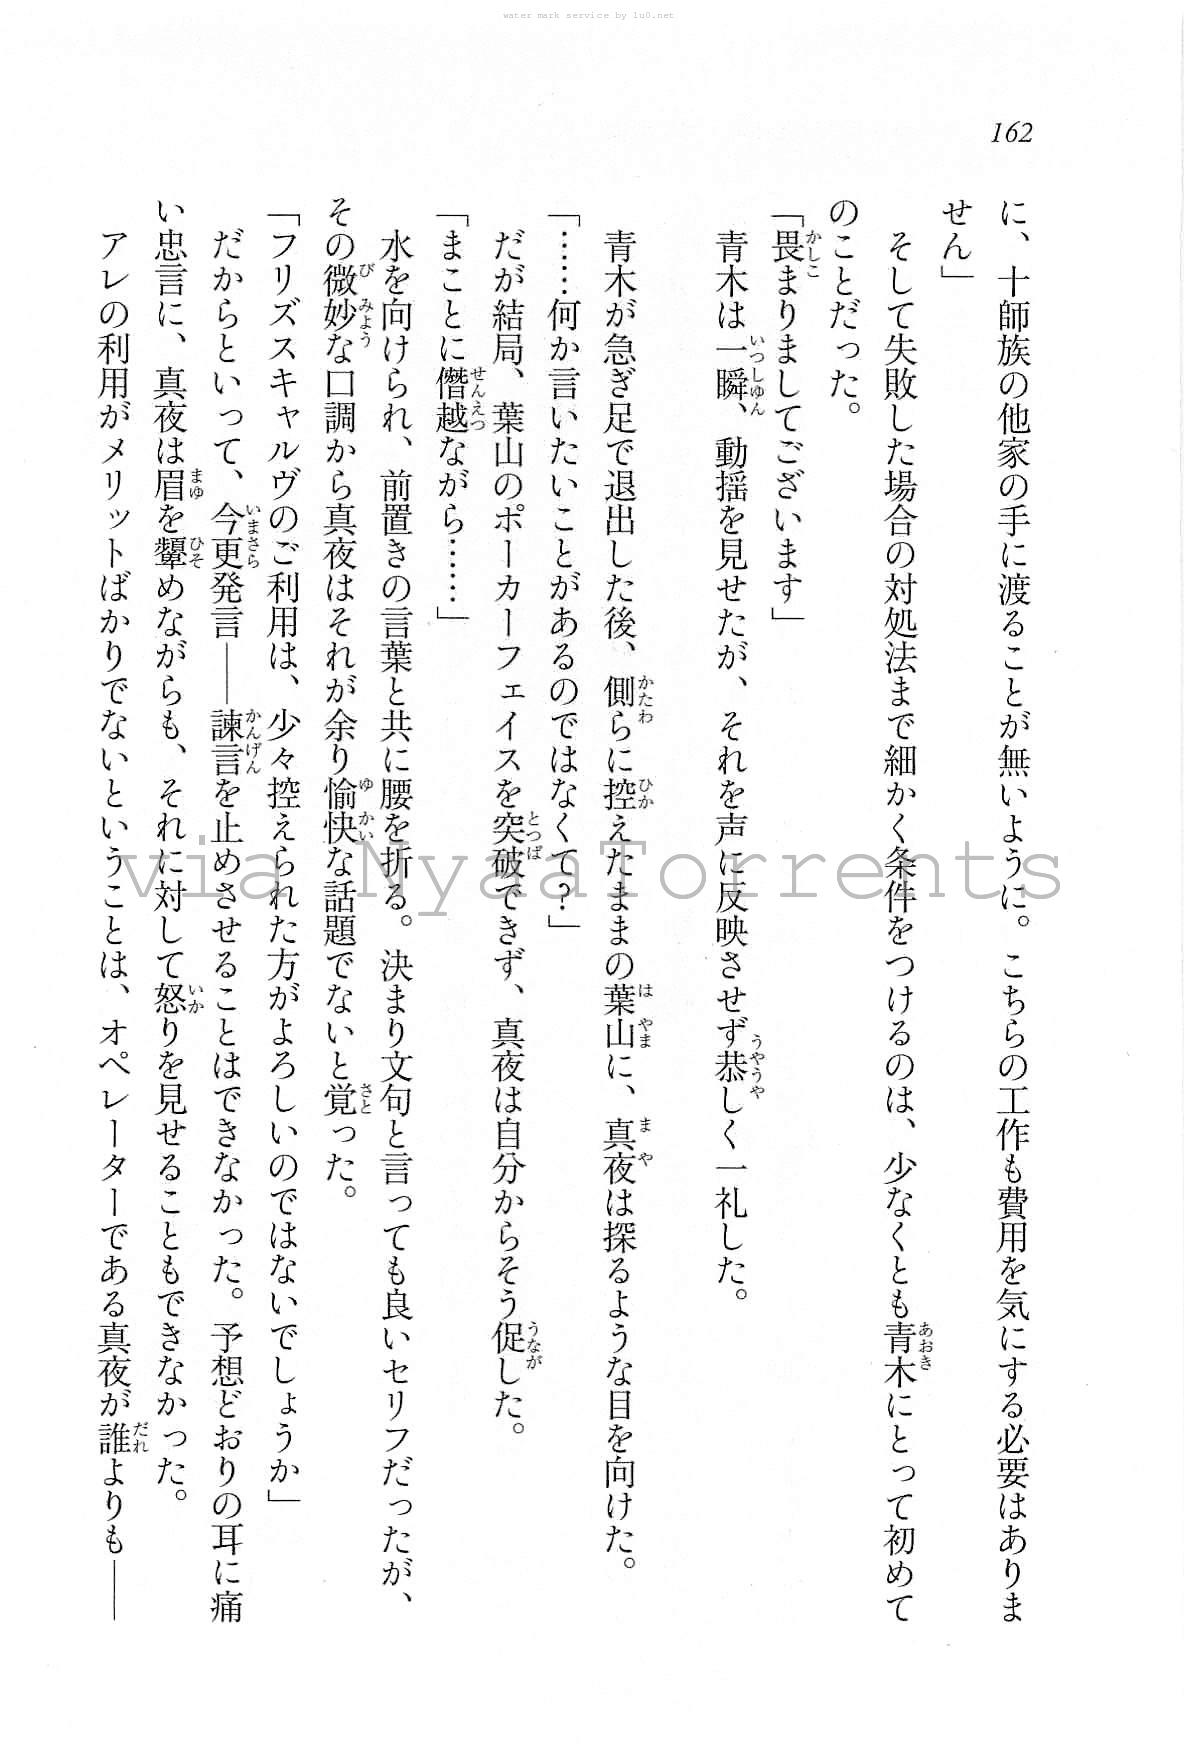 water mark service by lu0.net
162
に、十師族の他家の手に渡ることが無いように。こちらの工作も費用を気にする必要はありま
せん」
そして失敗した場合の対処法まで細かく条件をつけるのは、少なくとも青木にとって初めて
のことだった。
「畏まりましてございます」
青木は一瞬、動揺を見せたが、それを声に反映させず恭しく一礼した。
青木が急ぎ足で退出した後、側らに控えたままの葉山に、真夜は探るような目を向けた。
「……何か言いたいことがあるのではなくて？」
だが結局、葉山のポーカーフェイスを突破できず、真夜は自分からそう促した。
「まことに僭越ながら……」
水を向けられ、前置きの言葉と共に腰を折る。決まり文句と言っても良いセリフだったが、
その微妙な口調から真夜はそれが余り愉快な話題でないと覚った。
「フリズスキャルヴのご利用は、少々控えられた方がよろしいのではないでしょうか」
だからといって、今更発言――諫言を止めさせることはできなかった。予想どおりの耳に痛
い忠言に、真夜は眉を顰めながらも、それに対して怒りを見せることもできなかった。
アレの利用がメリットばかりでないということは、オペレーターである真夜が誰よりも――
via NyaaTorrents